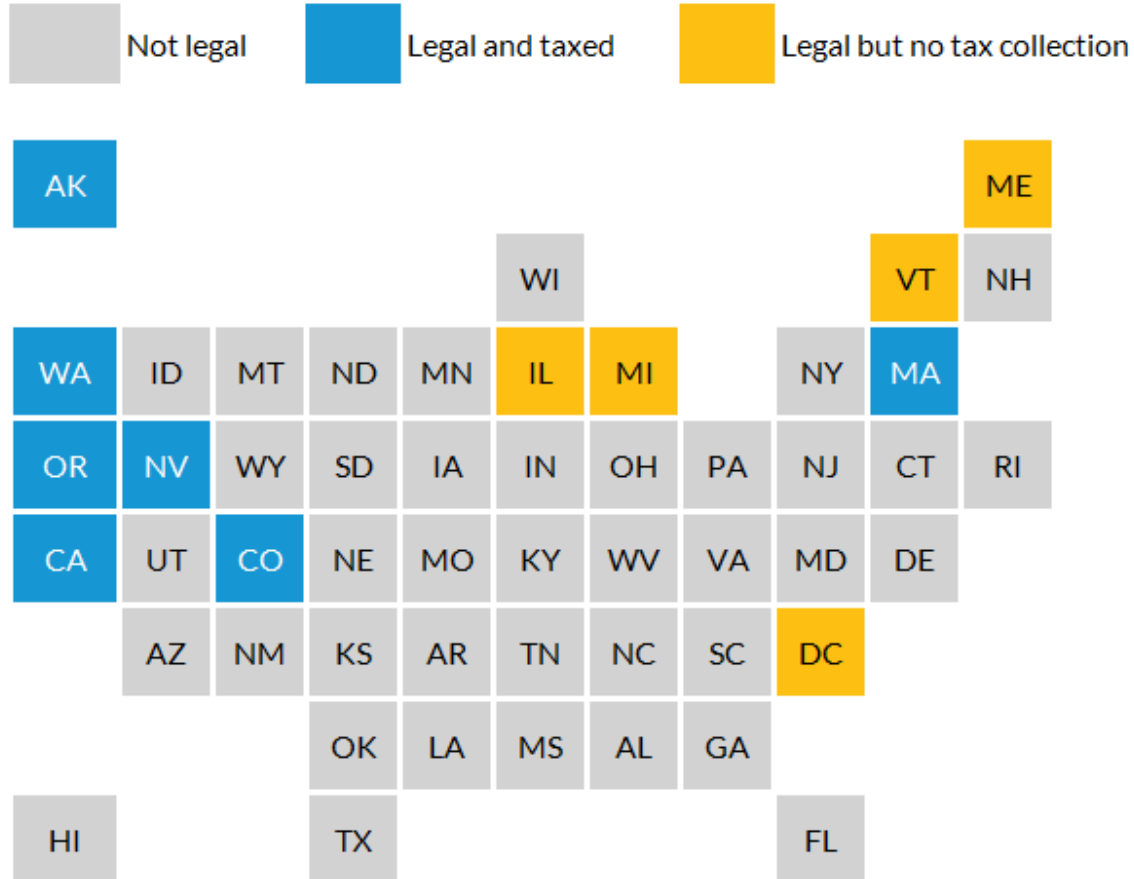 Not legal Legal and taxed Legal but no tax collection
AK ME
WI VT NH
WA ID MT ND MN IL MI NY MA
OR NV WY SD IA IN OH PA NJ CT RI
CA UT CO NE MO KY WV VA MD DE
AZ NM KS AR TN NC SC DC
OK LA MS AL GA
HI TX FL